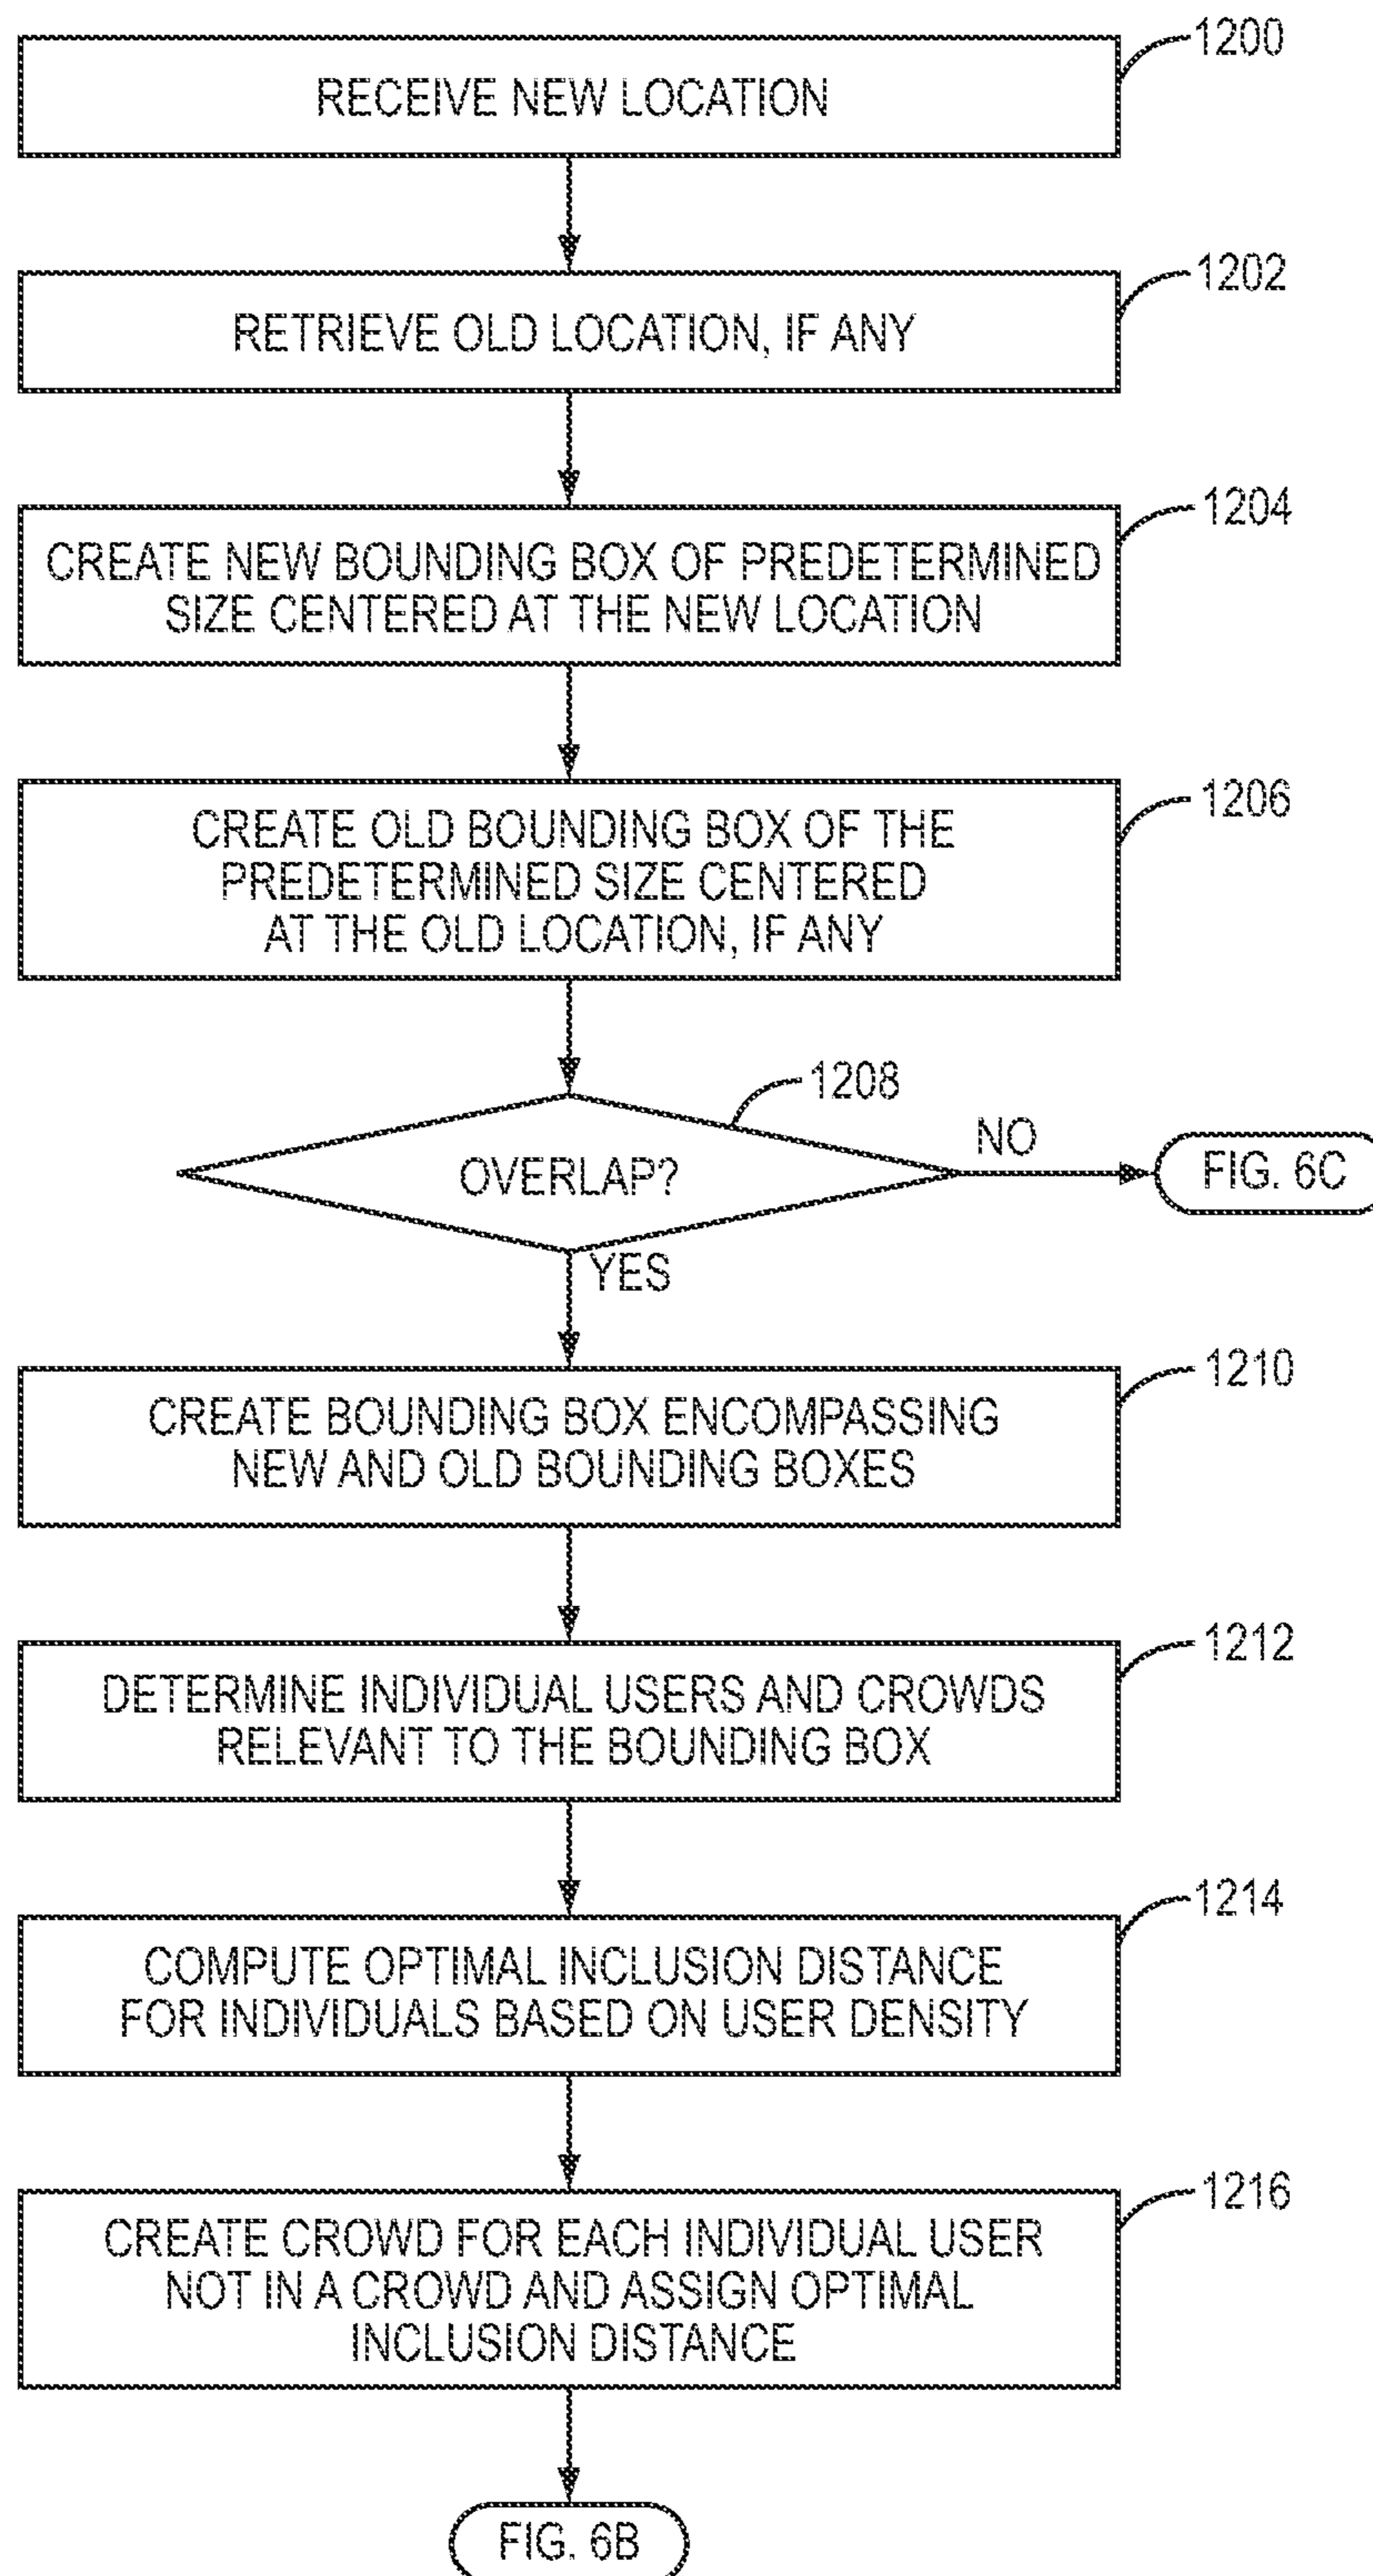 1200
RECEIVE NEW LOCATION
1202
RETRIEVE OLD LOCATION, IF ANY
1204
CREATE NEW BOUNDING BOX OF PREDETERMINED
SIZE CENTERED AT THE NEW LOCATION
1206
CREATE OLD BOUNDING BOX OF THE
PREDETERMINED SIZE CENTERED
AT THE OLD LOCATION, IF ANY
1208
OVERLAP?
NO
FIG. 6C
YES
1210
CREATE BOUNDING BOX ENCOMPASSING
NEW AND OLD BOUNDING BOXES
1212
DETERMINE INDIVIDUAL USERS AND CROWDS
RELEVANT TO THE BOUNDING BOX
1214
COMPUTE OPTIMAL INCLUSION DISTANCE
FOR INDIVIDUALS BASED ON USER DENSITY
1216
CREATE CROWD FOR EACH INDIVIDUAL USER
NOT IN A CROWD AND ASSIGN OPTIMAL
INCLUSION DISTANCE
FIG. 6B